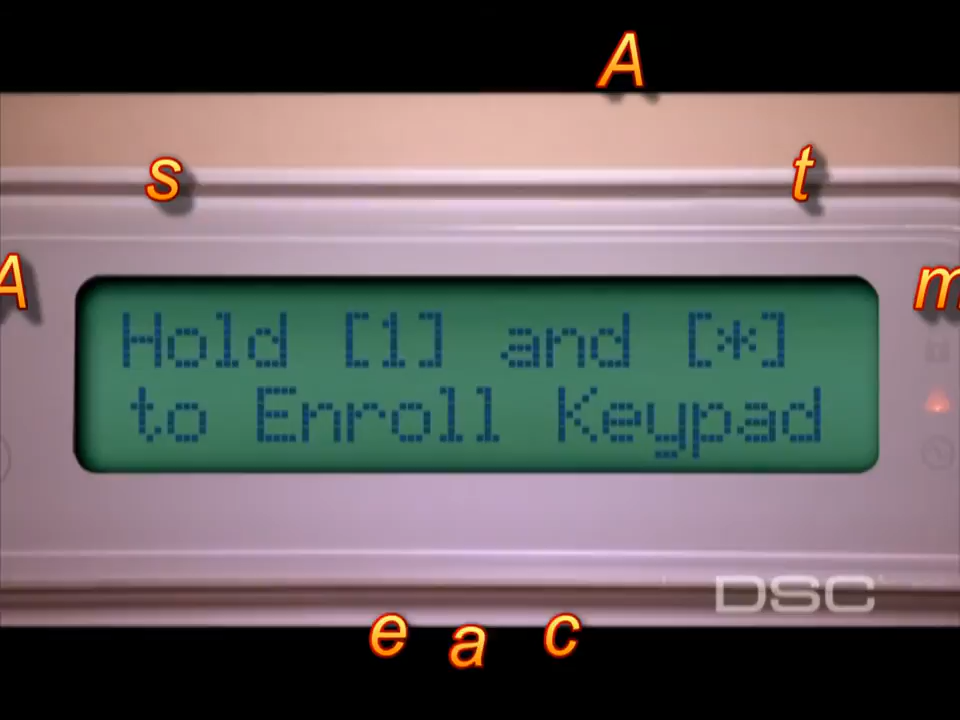 A
s
t
A
m
Hold [1] and [*]
to Enroll Keypad
DSC
e a c